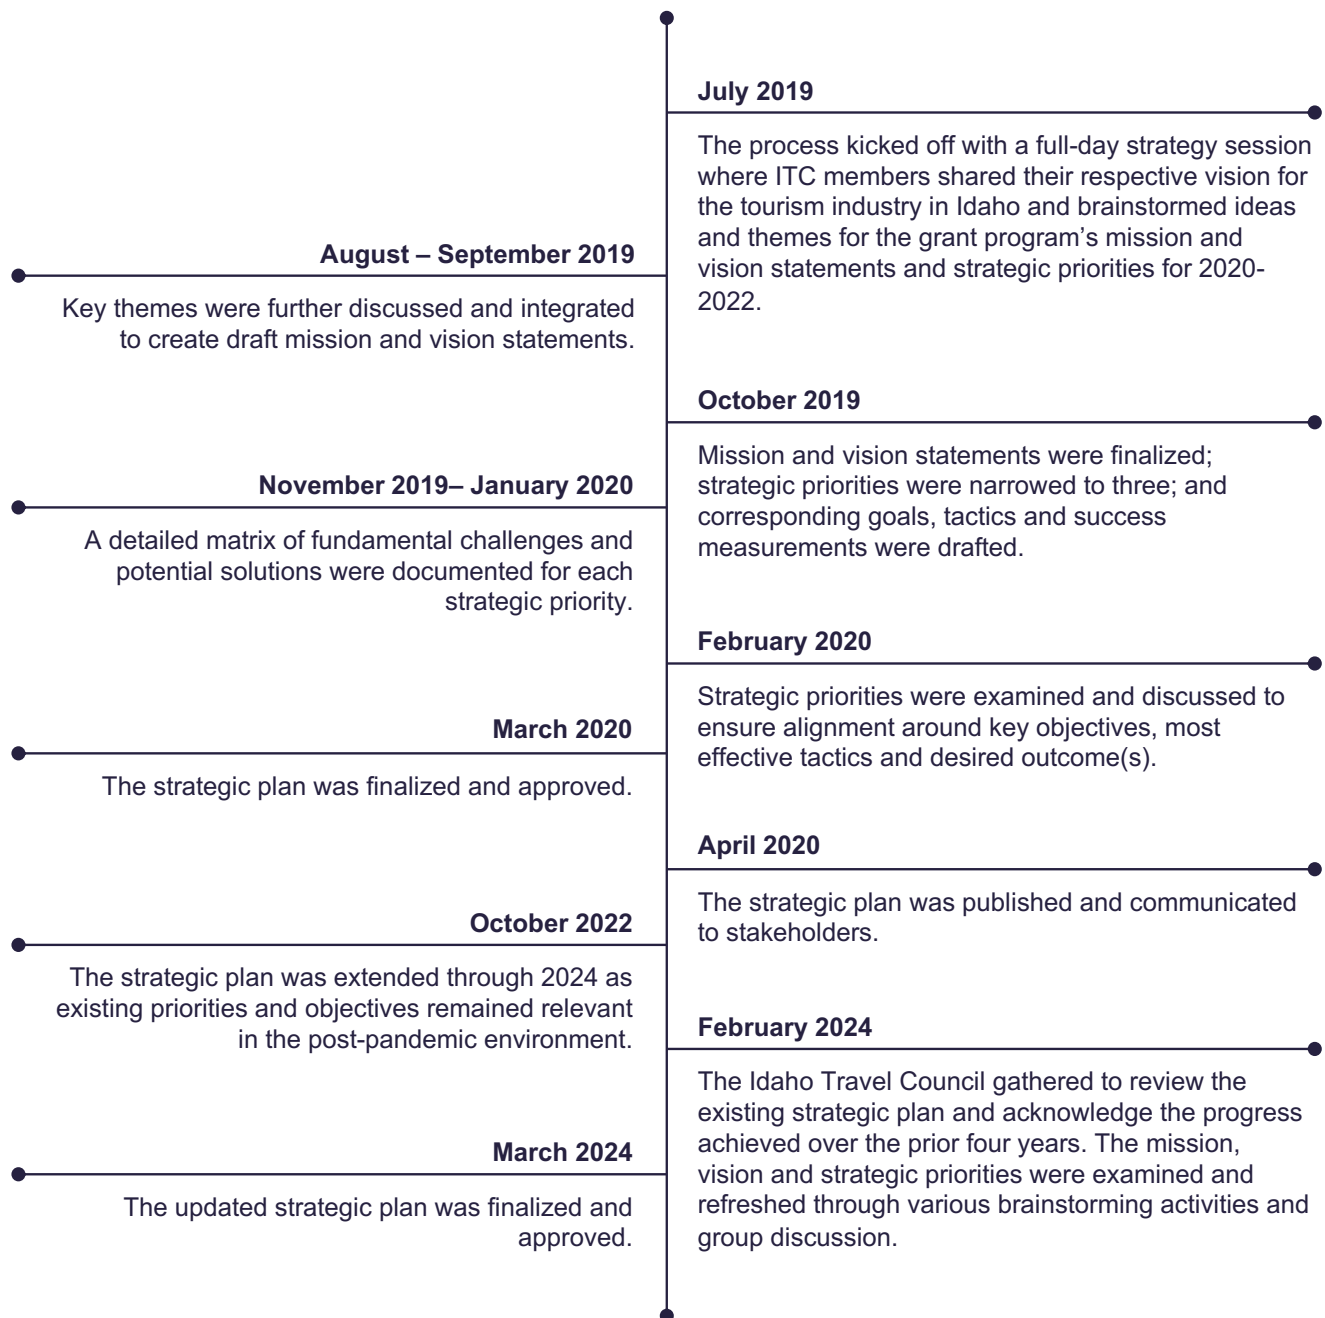 July 2019
The process kicked off with a full-day strategy session
where ITC members shared their respective vision for
the tourism industry in Idaho and brainstormed ideas
and themes for the grant program’s mission and
vision statements and strategic priorities for 2020-
2022.
August – September 2019
Key themes were further discussed and integrated
to create draft mission and vision statements.
October 2019
Mission and vision statements were finalized;
strategic priorities were narrowed to three; and
corresponding goals, tactics and success
measurements were drafted.
November 2019– January 2020
A detailed matrix of fundamental challenges and
potential solutions were documented for each
strategic priority.
February 2020
Strategic priorities were examined and discussed to
ensure alignment around key objectives, most
effective tactics and desired outcome(s).
March 2020
The strategic plan was finalized and approved.
April 2020
The strategic plan was published and communicated
to stakeholders.
October 2022
The strategic plan was extended through 2024 as
existing priorities and objectives remained relevant
in the post-pandemic environment.
February 2024
The Idaho Travel Council gathered to review the
existing strategic plan and acknowledge the progress
achieved over the prior four years. The mission,
vision and strategic priorities were examined and
refreshed through various brainstorming activities and
group discussion.
March 2024
The updated strategic plan was finalized and
approved.